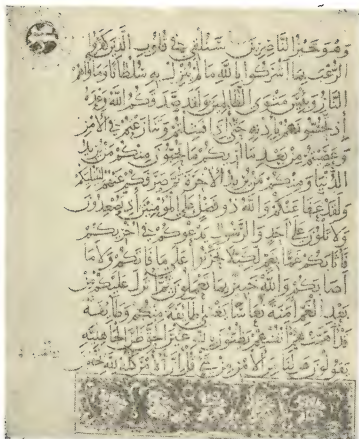 وهو خير الناصرين سنلقي في قلوب الذين كفروا
الرعب بما أشركوا بالله ما لم ينزل به سلطانا ومأواهم
النار وبئس مثوى الظالمين ولقد صدقكم الله وعده
إذ تحسونهم بإذنه حتى إذا فشلتم وتنازعتم في الأمر
وعصيتم من بعد ما أراكم ما تحبون منكم من يريد
الدنيا ومنكم من يريد الآخرة ثم صرفكم عنهم ليبتليكم
ولقد عفا عنكم والله ذو فضل على المؤمنين إذ تصعدون
ولا تلوون على أحد والرسول يدعوكم في أخراكم
فأثابكم غما بغم لكيلا تحزنوا على ما فاتكم ولا ما
أصابكم والله خبير بما تعملون ثم أنزل عليكم من
بعد الغم أمنة نعاسا يغشى طائفة منكم وطائفة
قد أهمتهم أنفسهم يظنون بالله غير الحق ظن الجاهلية
يقولون هل لنا من الأمر من شيء قل إن الأمر كله لله